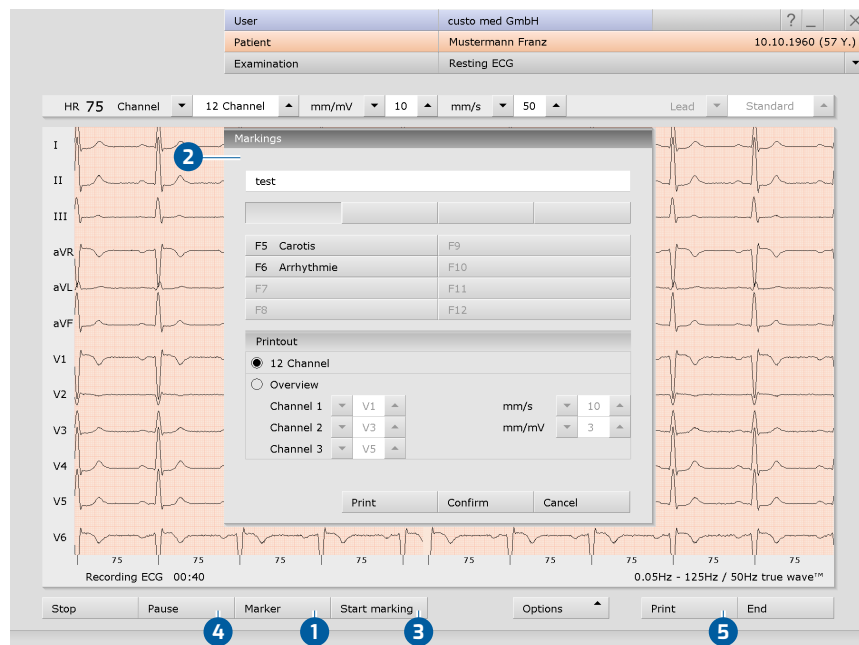 User custo med GmbH ? _ X
Patient Mustermann Franz 10.10.1960 (57 Y.)
Examination Resting ECG
HR 75 Channel 12 Channel mm/mV 10 mm/s 50 Lead Standard
Markings
I
2
II
test
III
aVR
F5 Carotis F9
F6 Arrhythmie F10
aVL
F7 F11
F8 F12
aVF
Printout
V1
12 Channel
Overview
V2
Channel 1 V1 mm/s 10
Channel 2 V3 mm/mV 3
V3
Channel 3 V5
V4
V5
Print Confirm Cancel
V6
75 75 75 75 75 75 75 75 75
Recording ECG 00:40 0.05Hz - 125Hz / 50Hz true wave™
Stop Pause Marker Start marking Options Print End
4 1 3 5